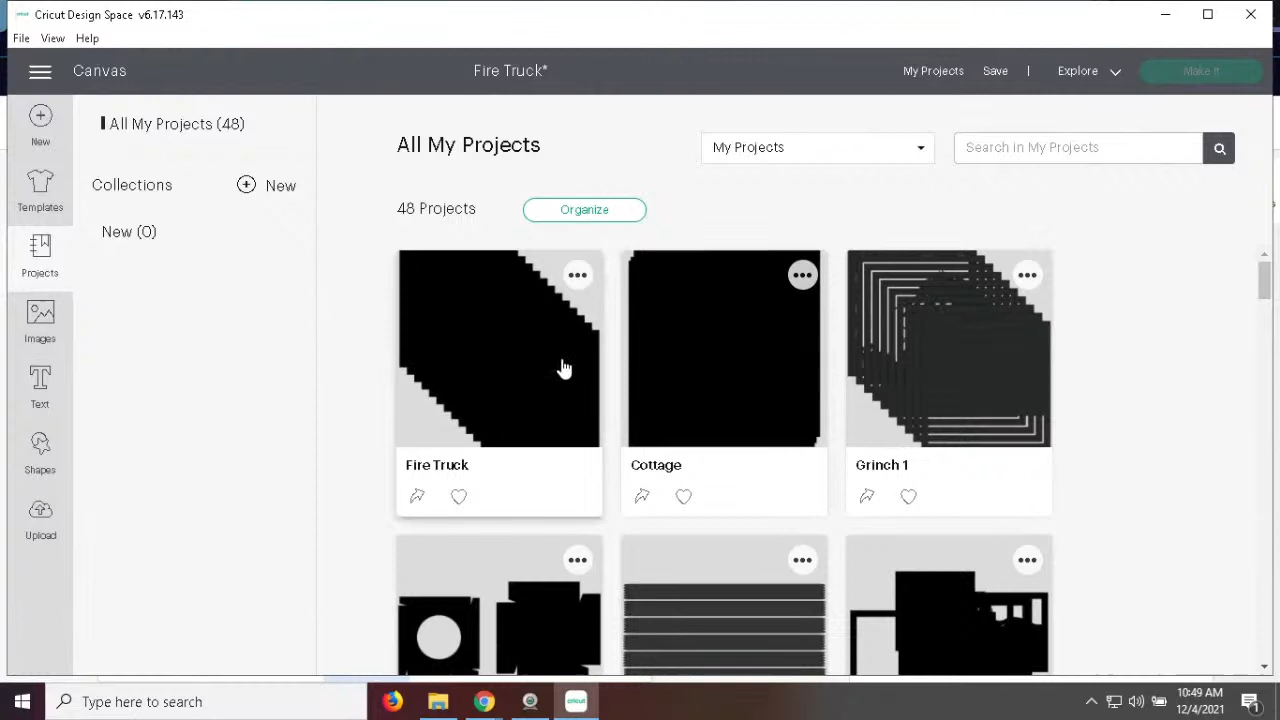 Cricut Design Space v6.17.143
File View Help
Canvas
Fire Truck*
My Projects Save | Explore
Make It
New
Templates
Projects
Images
Text
Shapes
Upload
All My Projects (48)
Collections
New
New (0)
All My Projects
My Projects
Search in My Projects
48 Projects
Organize
Fire Truck
Cottage
Grinch 1
Type here to search
cricut
10:49 AM
12/4/2021
1